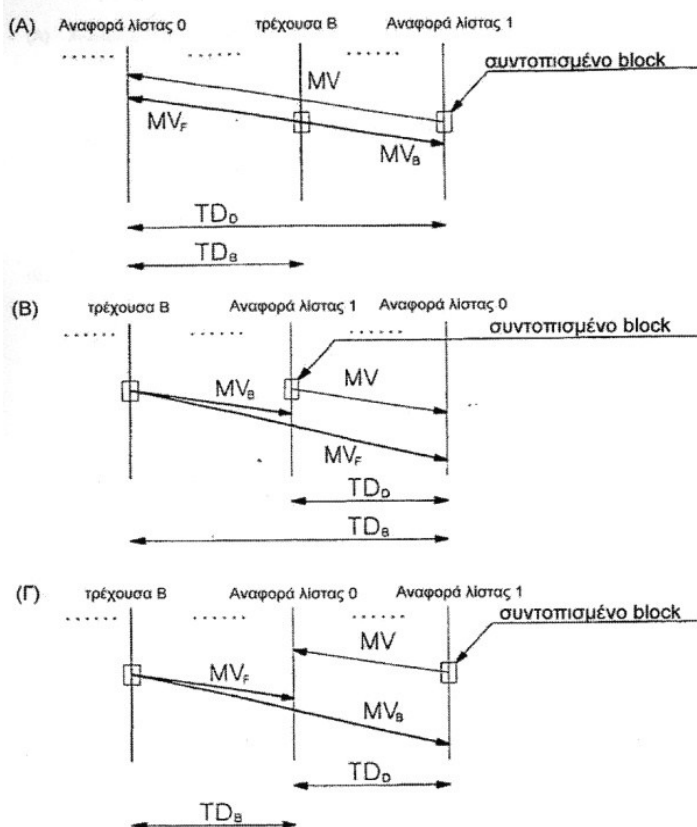 (Α) Αναφορά λίστας 0 τρέχουσα Β Αναφορά λίστας 1
...... ...... συντοπισμένο block
MV
MV_F
MV_B
TD_D
TD_B
(Β) τρέχουσα Β Αναφορά λίστας 1 Αναφορά λίστας 0
...... ...... ...... συντοπισμένο block
MV_B MV
MV_F
TD_D
TD_B
(Γ) τρέχουσα Β Αναφορά λίστας 0 Αναφορά λίστας 1
...... ...... ...... συντοπισμένο block
MV
MV_F
MV_B
TD_D
TD_B